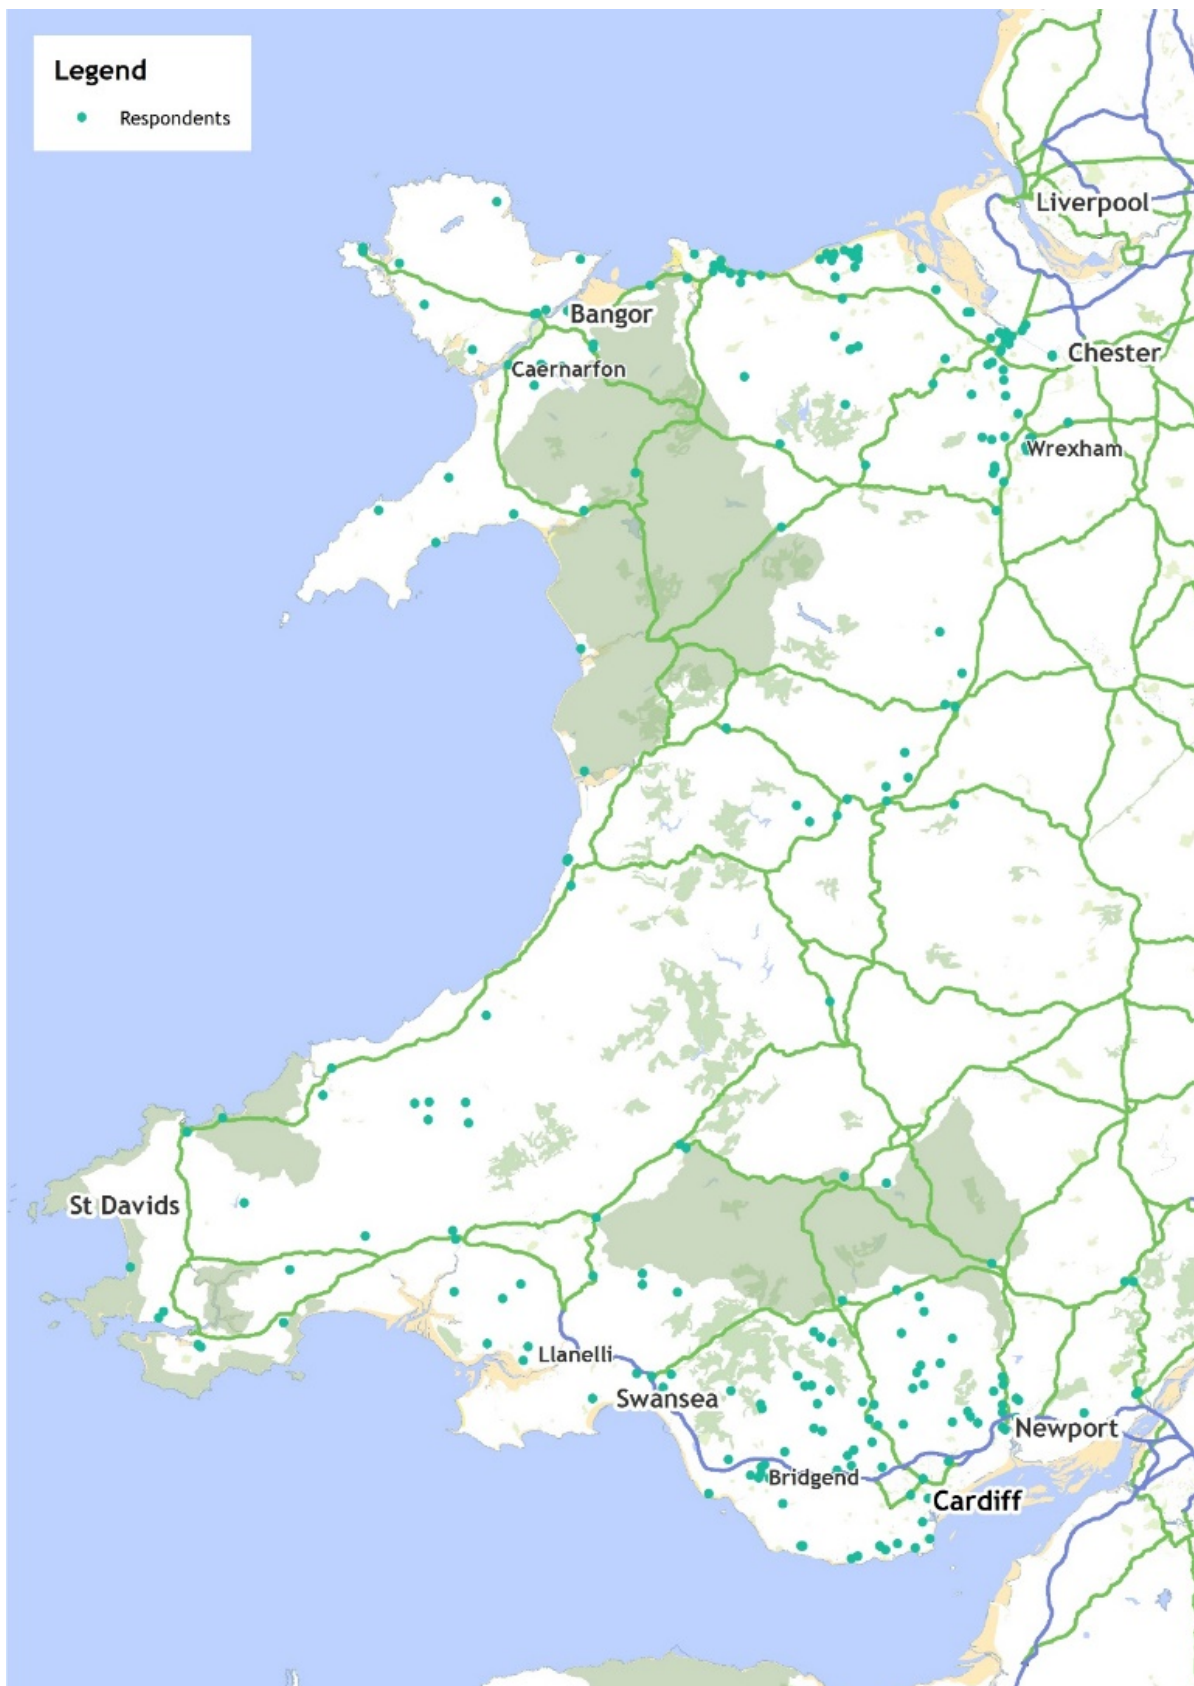 Legend
Respondents
Liverpool
Bangor
Chester
Caernarfon
Wrexham
St Davids
Llanelli
Swansea
Newport
Bridgend
Cardiff